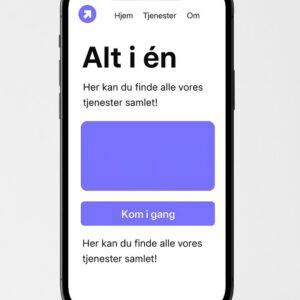 Hjem Tjenester Om
Alt i én
Her kan du finde alle vores
tjenester samlet!
Kom i gang
Her kan du finde alle vores
tjenester samlet!